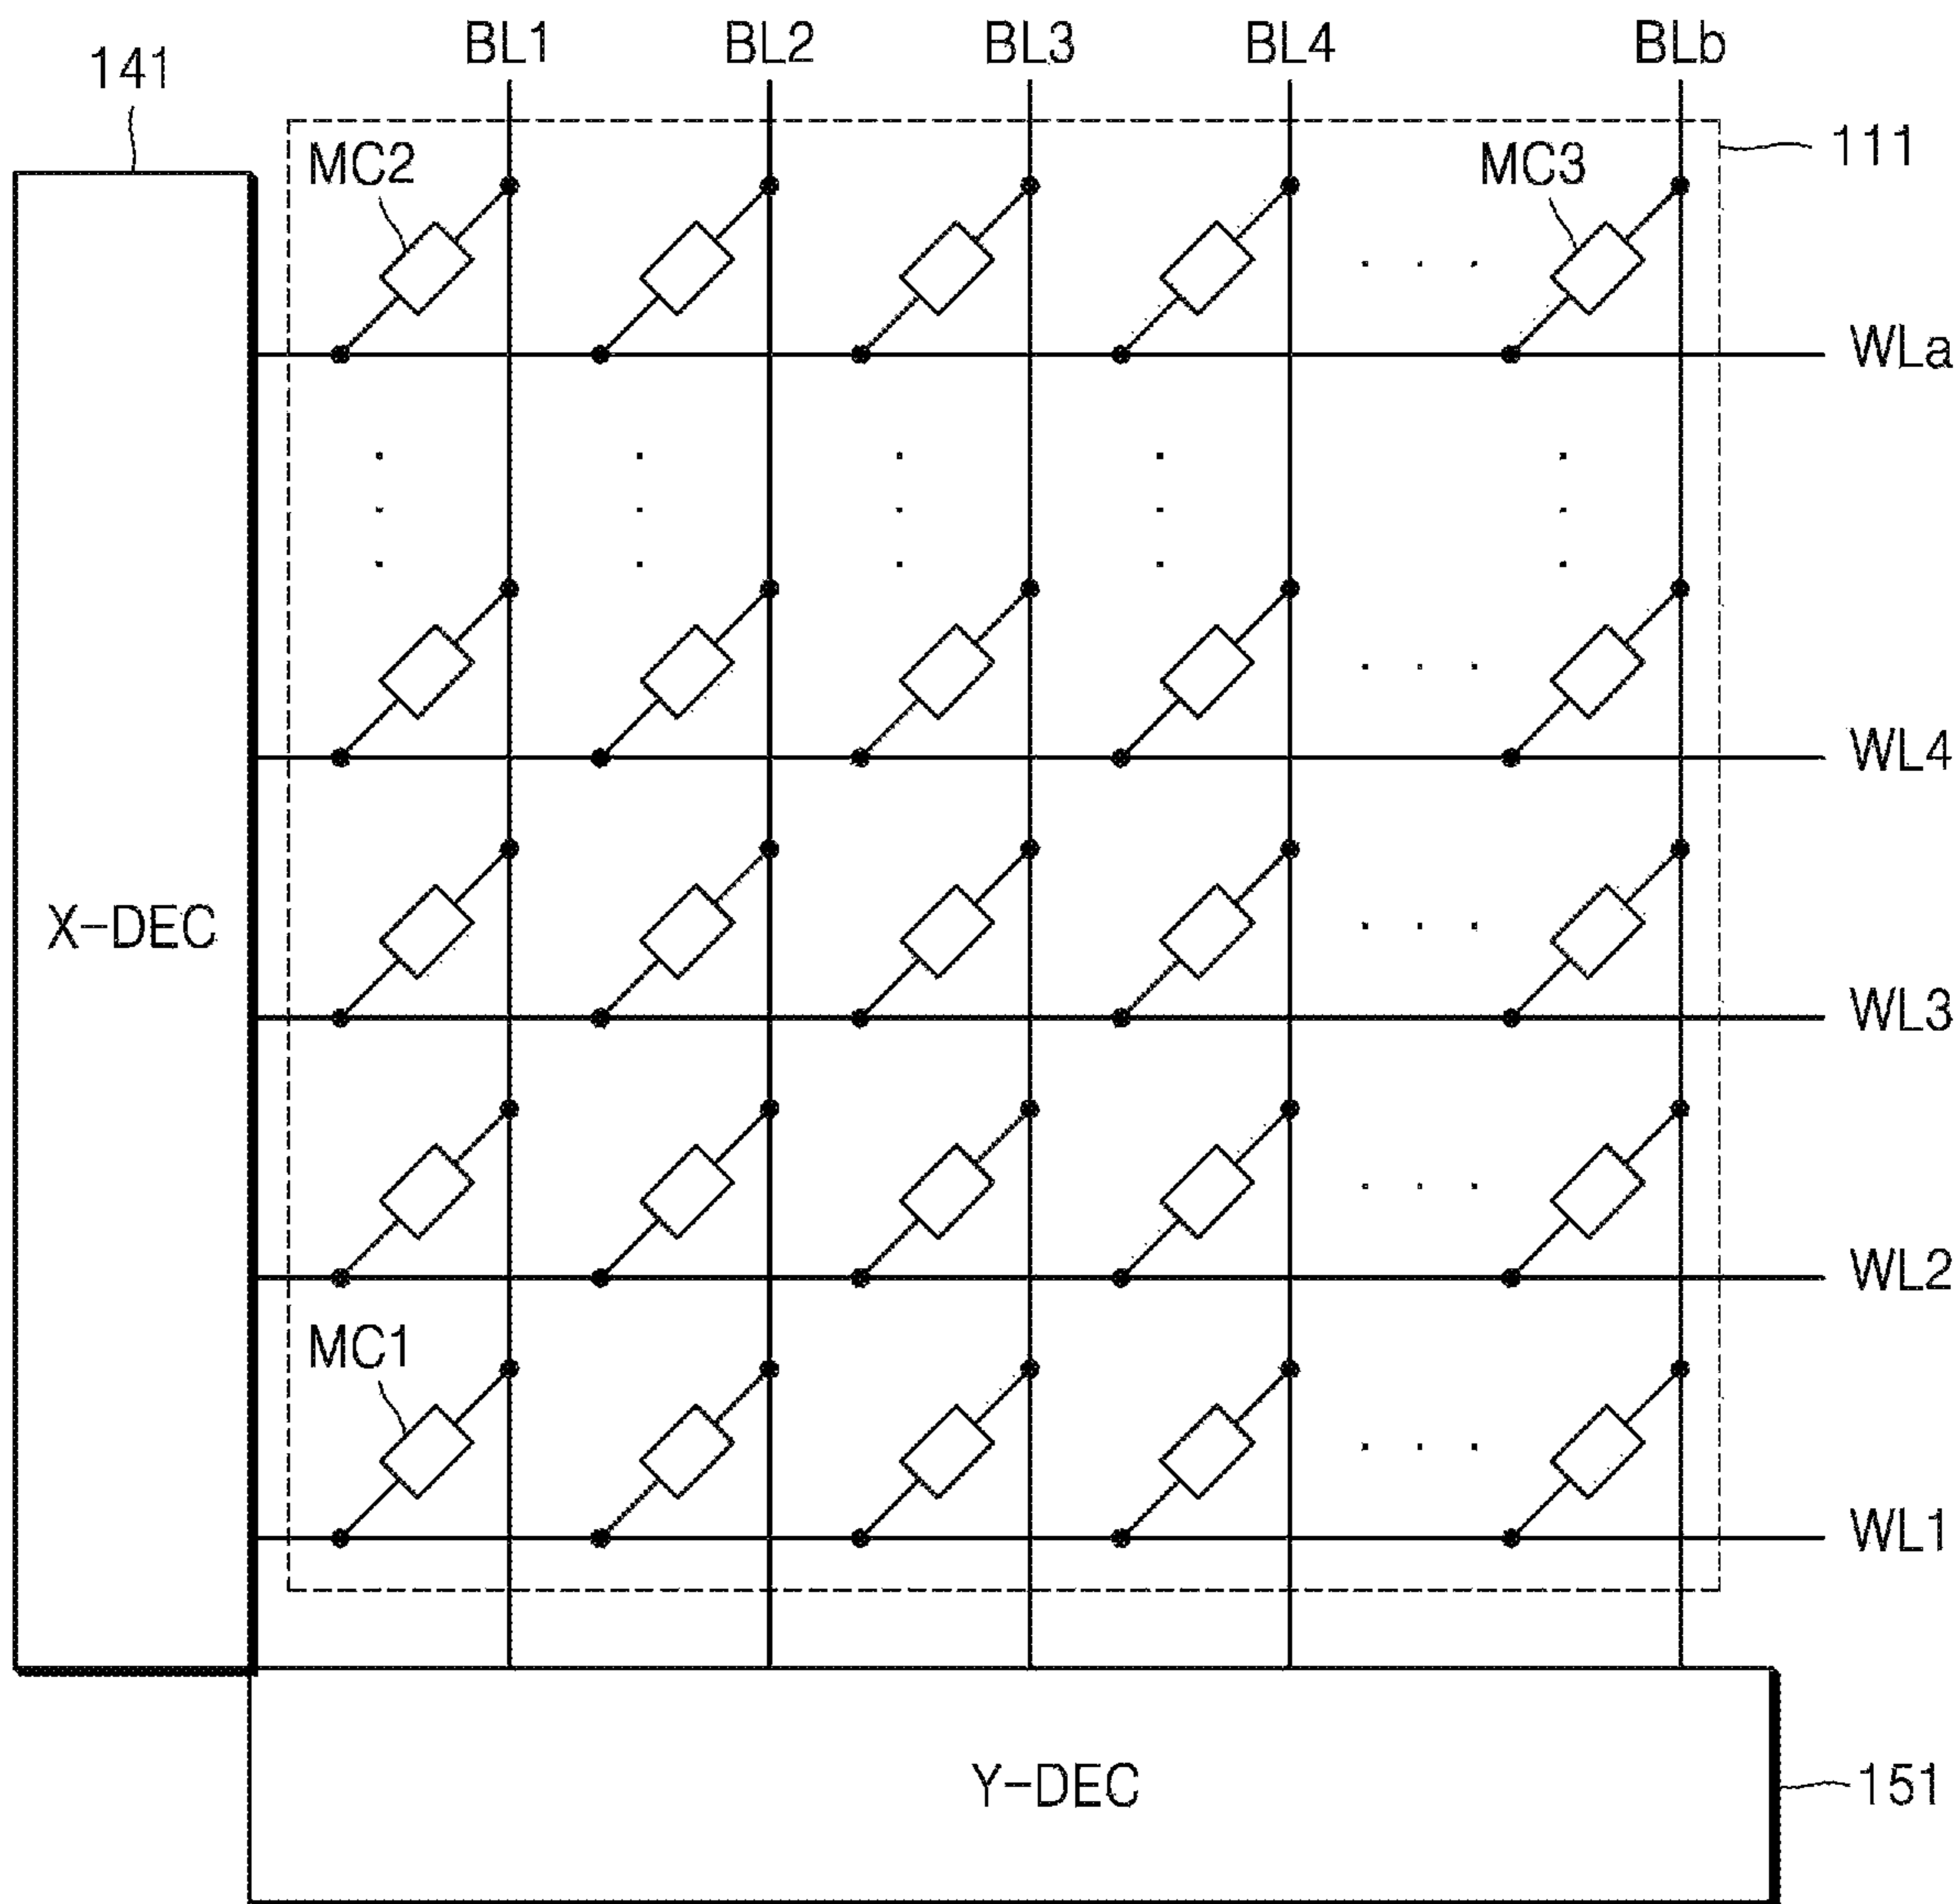 BL1 BL2 BL3 BL4 BLb
141
111
MC2 MC3
WLa
WL4
X-DEC
WL3
WL2
MC1
WL1
Y-DEC
151